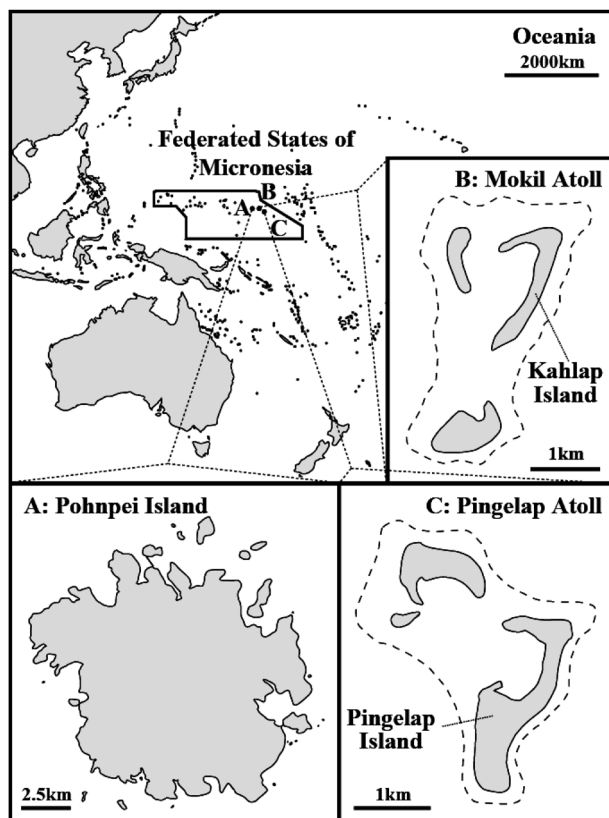 Oceania
2000km
Federated States of
Micronesia
B
A
C
B: Mokil Atoll
Kahlap
Island
1km
A: Pohnpei Island
2.5km
C: Pingelap Atoll
Pingelap
Island
1km